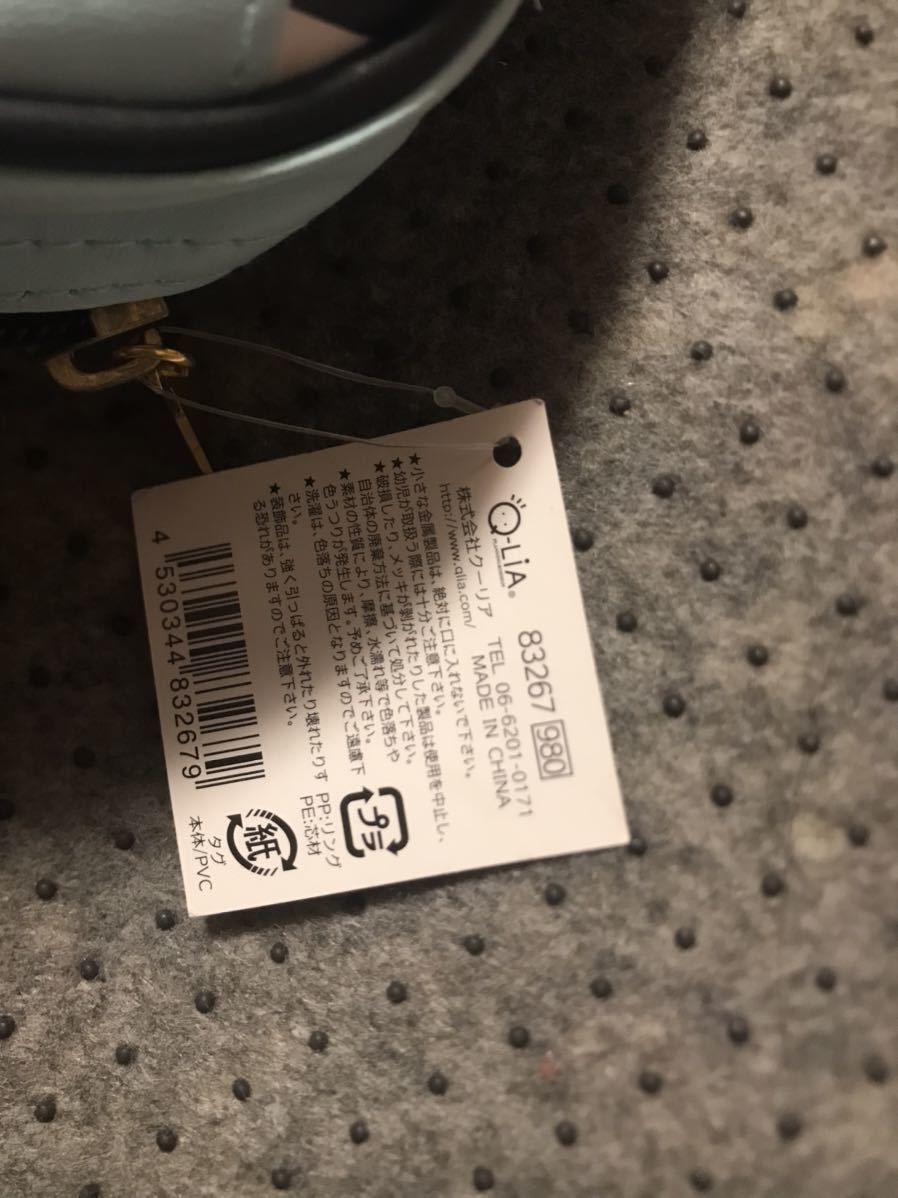 Q-LiA®
83267 980
株式会社クーリア TEL 06-6201-0171
http://www.qlia.com/ MADE IN CHINA
★小さな金属製品は、絶対に口に入れないで下さい。
★幼児が取扱う際には十分ご注意下さい。
★破損したり、メッキが剥がれたりした製品は使用を中止し、
自治体の廃棄方法に基づいて処分して下さい。
★素材の性質により、摩擦、水濡れ等で色落ちや
色うつりが発生します。予めご了承下さい。
★洗濯は、色落ちの原因となりますのでご遠慮下
さい。
★装飾品は、強く引っぱると外れたり壊れたりす
る恐れがありますのでご注意下さい。
プラ
PP:リング
PE:芯材
紙
タグ
本体/PVC
4 530344 832679